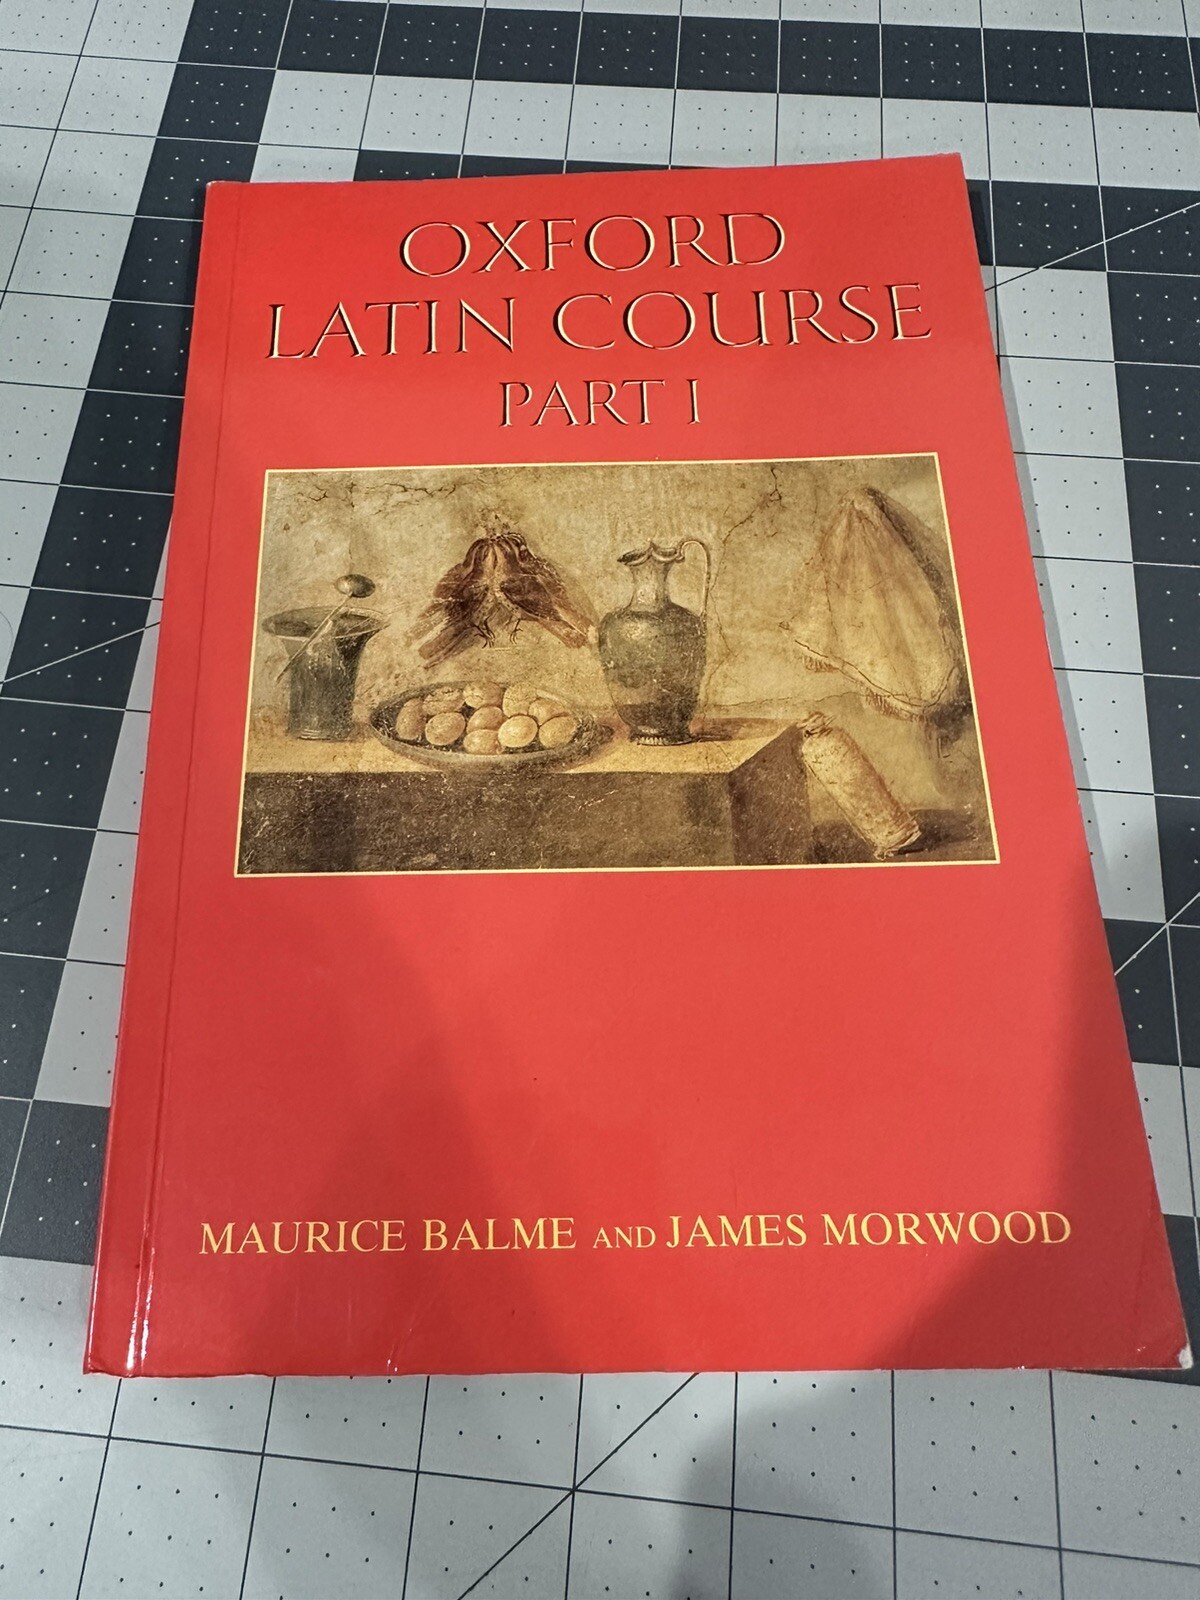 OXFORD
LATIN COURSE
PART I
MAURICE BALME AND JAMES MORWOOD